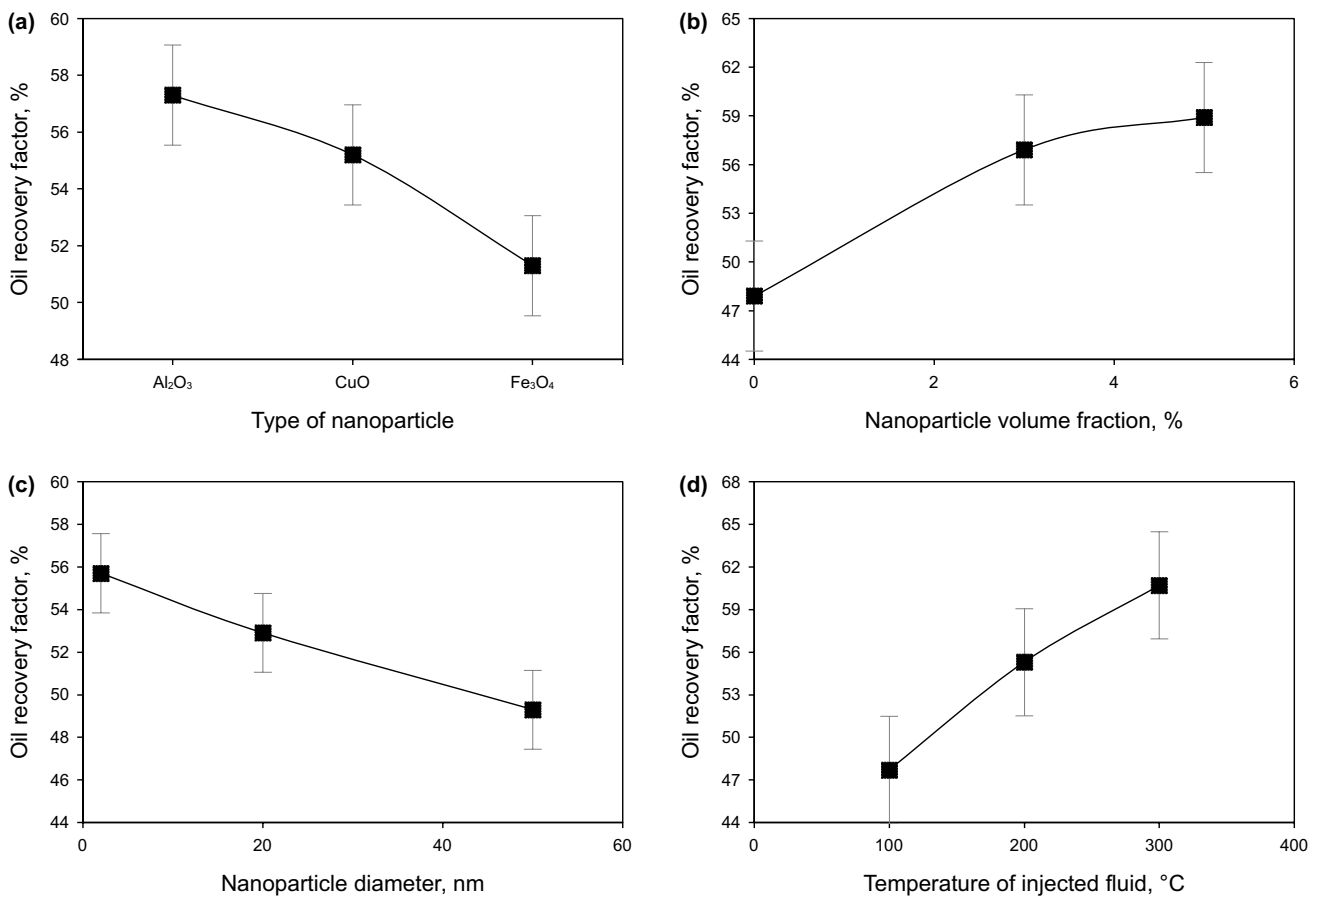 (a)
60
58
56
54
52
50
48
Oil recovery factor, %
Al₂O₃ CuO Fe₃O₄
Type of nanoparticle
(b)
65
62
59
56
53
50
47
44
Oil recovery factor, %
0 2 4 6
Nanoparticle volume fraction, %
(c)
60
58
56
54
52
50
48
46
44
Oil recovery factor, %
0 20 40 60
Nanoparticle diameter, nm
(d)
68
65
62
59
56
53
50
47
44
Oil recovery factor, %
0 100 200 300 400
Temperature of injected fluid, °C